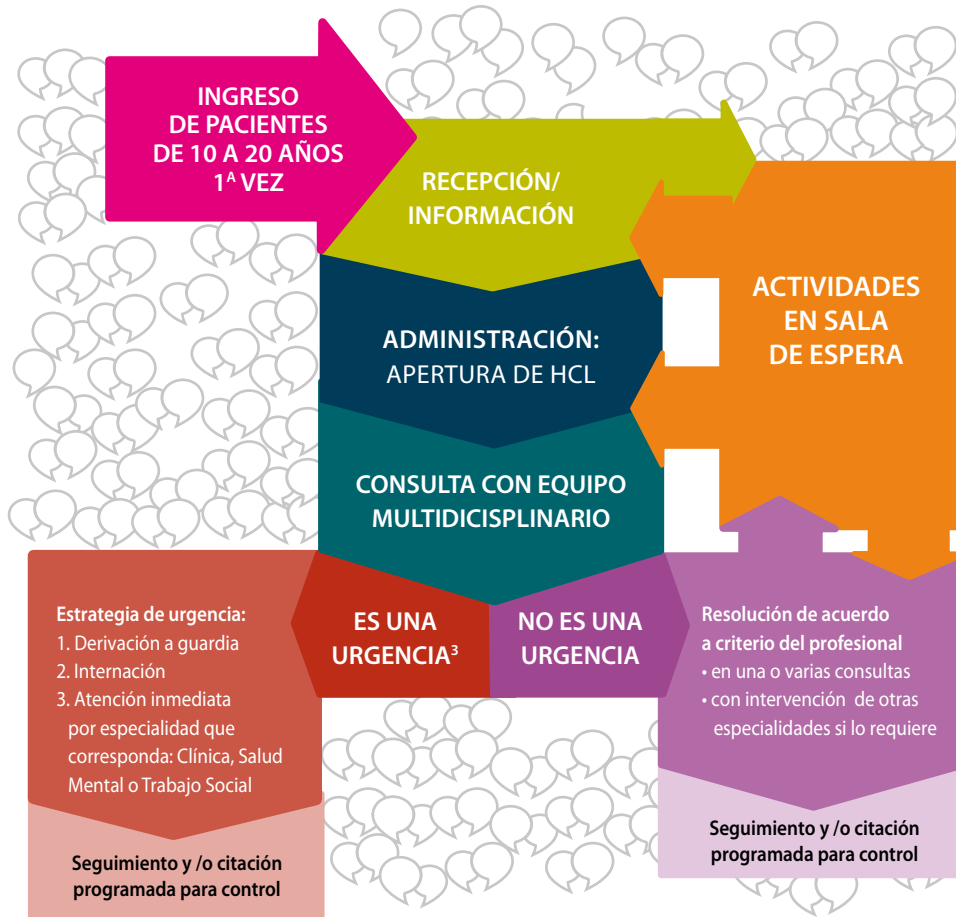 INGRESO
DE PACIENTES
DE 10 A 20 AÑOS
1ᴬ VEZ
RECEPCIÓN/
INFORMACIÓN
ACTIVIDADES
EN SALA
DE ESPERA
ADMINISTRACIÓN:
APERTURA DE HCL
CONSULTA CON EQUIPO
MULTIDICISPLINARIO
ES UNA
URGENCIA³
NO ES UNA
URGENCIA
Estrategia de urgencia:
1. Derivación a guardia
2. Internación
3. Atención inmediata
por especialidad que
corresponda: Clínica, Salud
Mental o Trabajo Social
Seguimiento y /o citación
programada para control
Resolución de acuerdo
a criterio del profesional
• en una o varias consultas
• con intervención de otras
especialidades si lo requiere
Seguimiento y /o citación
programada para control